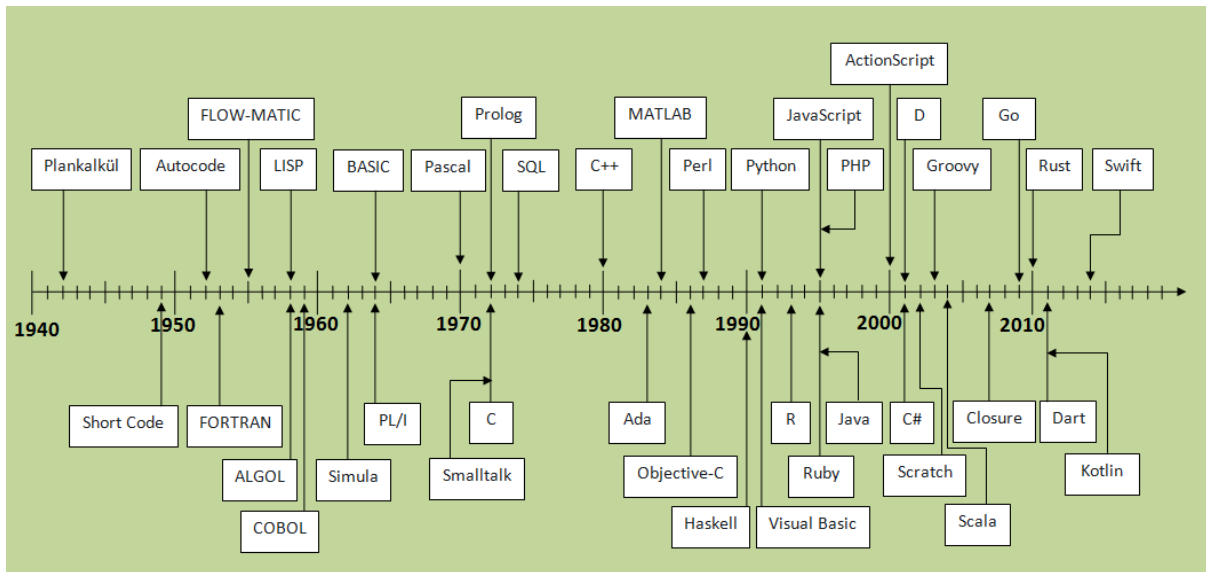 ActionScript
FLOW-MATIC
Prolog
MATLAB
JavaScript
D
Go
Plankalkül
Autocode
LISP
BASIC
Pascal
SQL
C++
Perl
Python
PHP
Groovy
Rust
Swift
1940
1950
1960
1970
1980
1990
2000
2010
Short Code
FORTRAN
PL/I
C
Ada
R
Java
C#
Closure
Dart
ALGOL
Simula
Smalltalk
Objective-C
Ruby
Scratch
Kotlin
COBOL
Haskell
Visual Basic
Scala